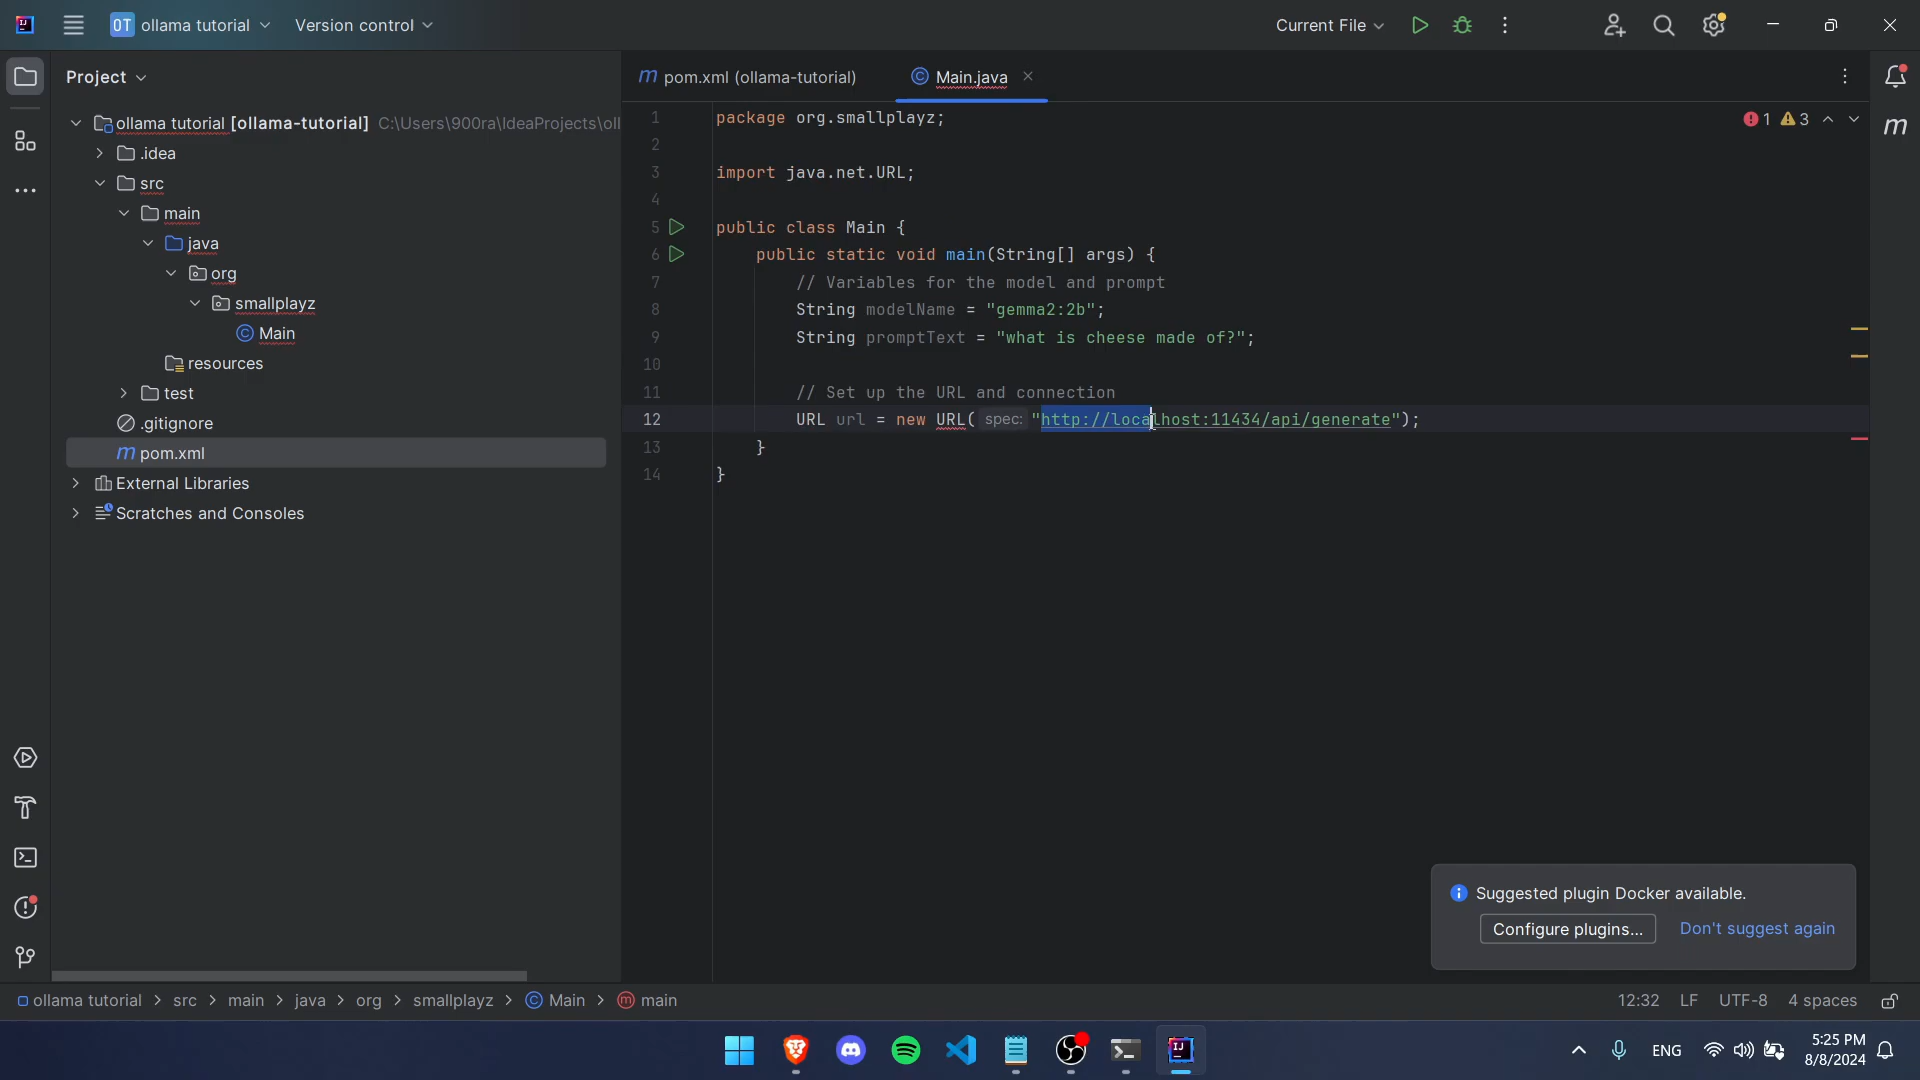 OT ollama tutorial Version control Current File
Project
pom.xml (ollama-tutorial) Main.java
ollama tutorial [ollama-tutorial] C:\Users\900ra\IdeaProjects\oll
.idea
src
main
java
org
smallplayz
Main
resources
test
.gitignore
pom.xml
External Libraries
Scratches and Consoles
1 package org.smallplayz;
1 3
2
3 import java.net.URL;
4
5 public class Main {
6 public static void main(String[] args) {
7 // Variables for the model and prompt
8 String modelName = "gemma2:2b";
9 String promptText = "what is cheese made of?";
10
11 // Set up the URL and connection
12 URL url = new URL( spec: "http://localhost:11434/api/generate");
13 }
14 }
Suggested plugin Docker available.
Configure plugins... Don't suggest again
ollama tutorial > src > main > java > org > smallplayz > Main > main
12:32 LF UTF-8 4 spaces
ENG
5:25 PM
8/8/2024